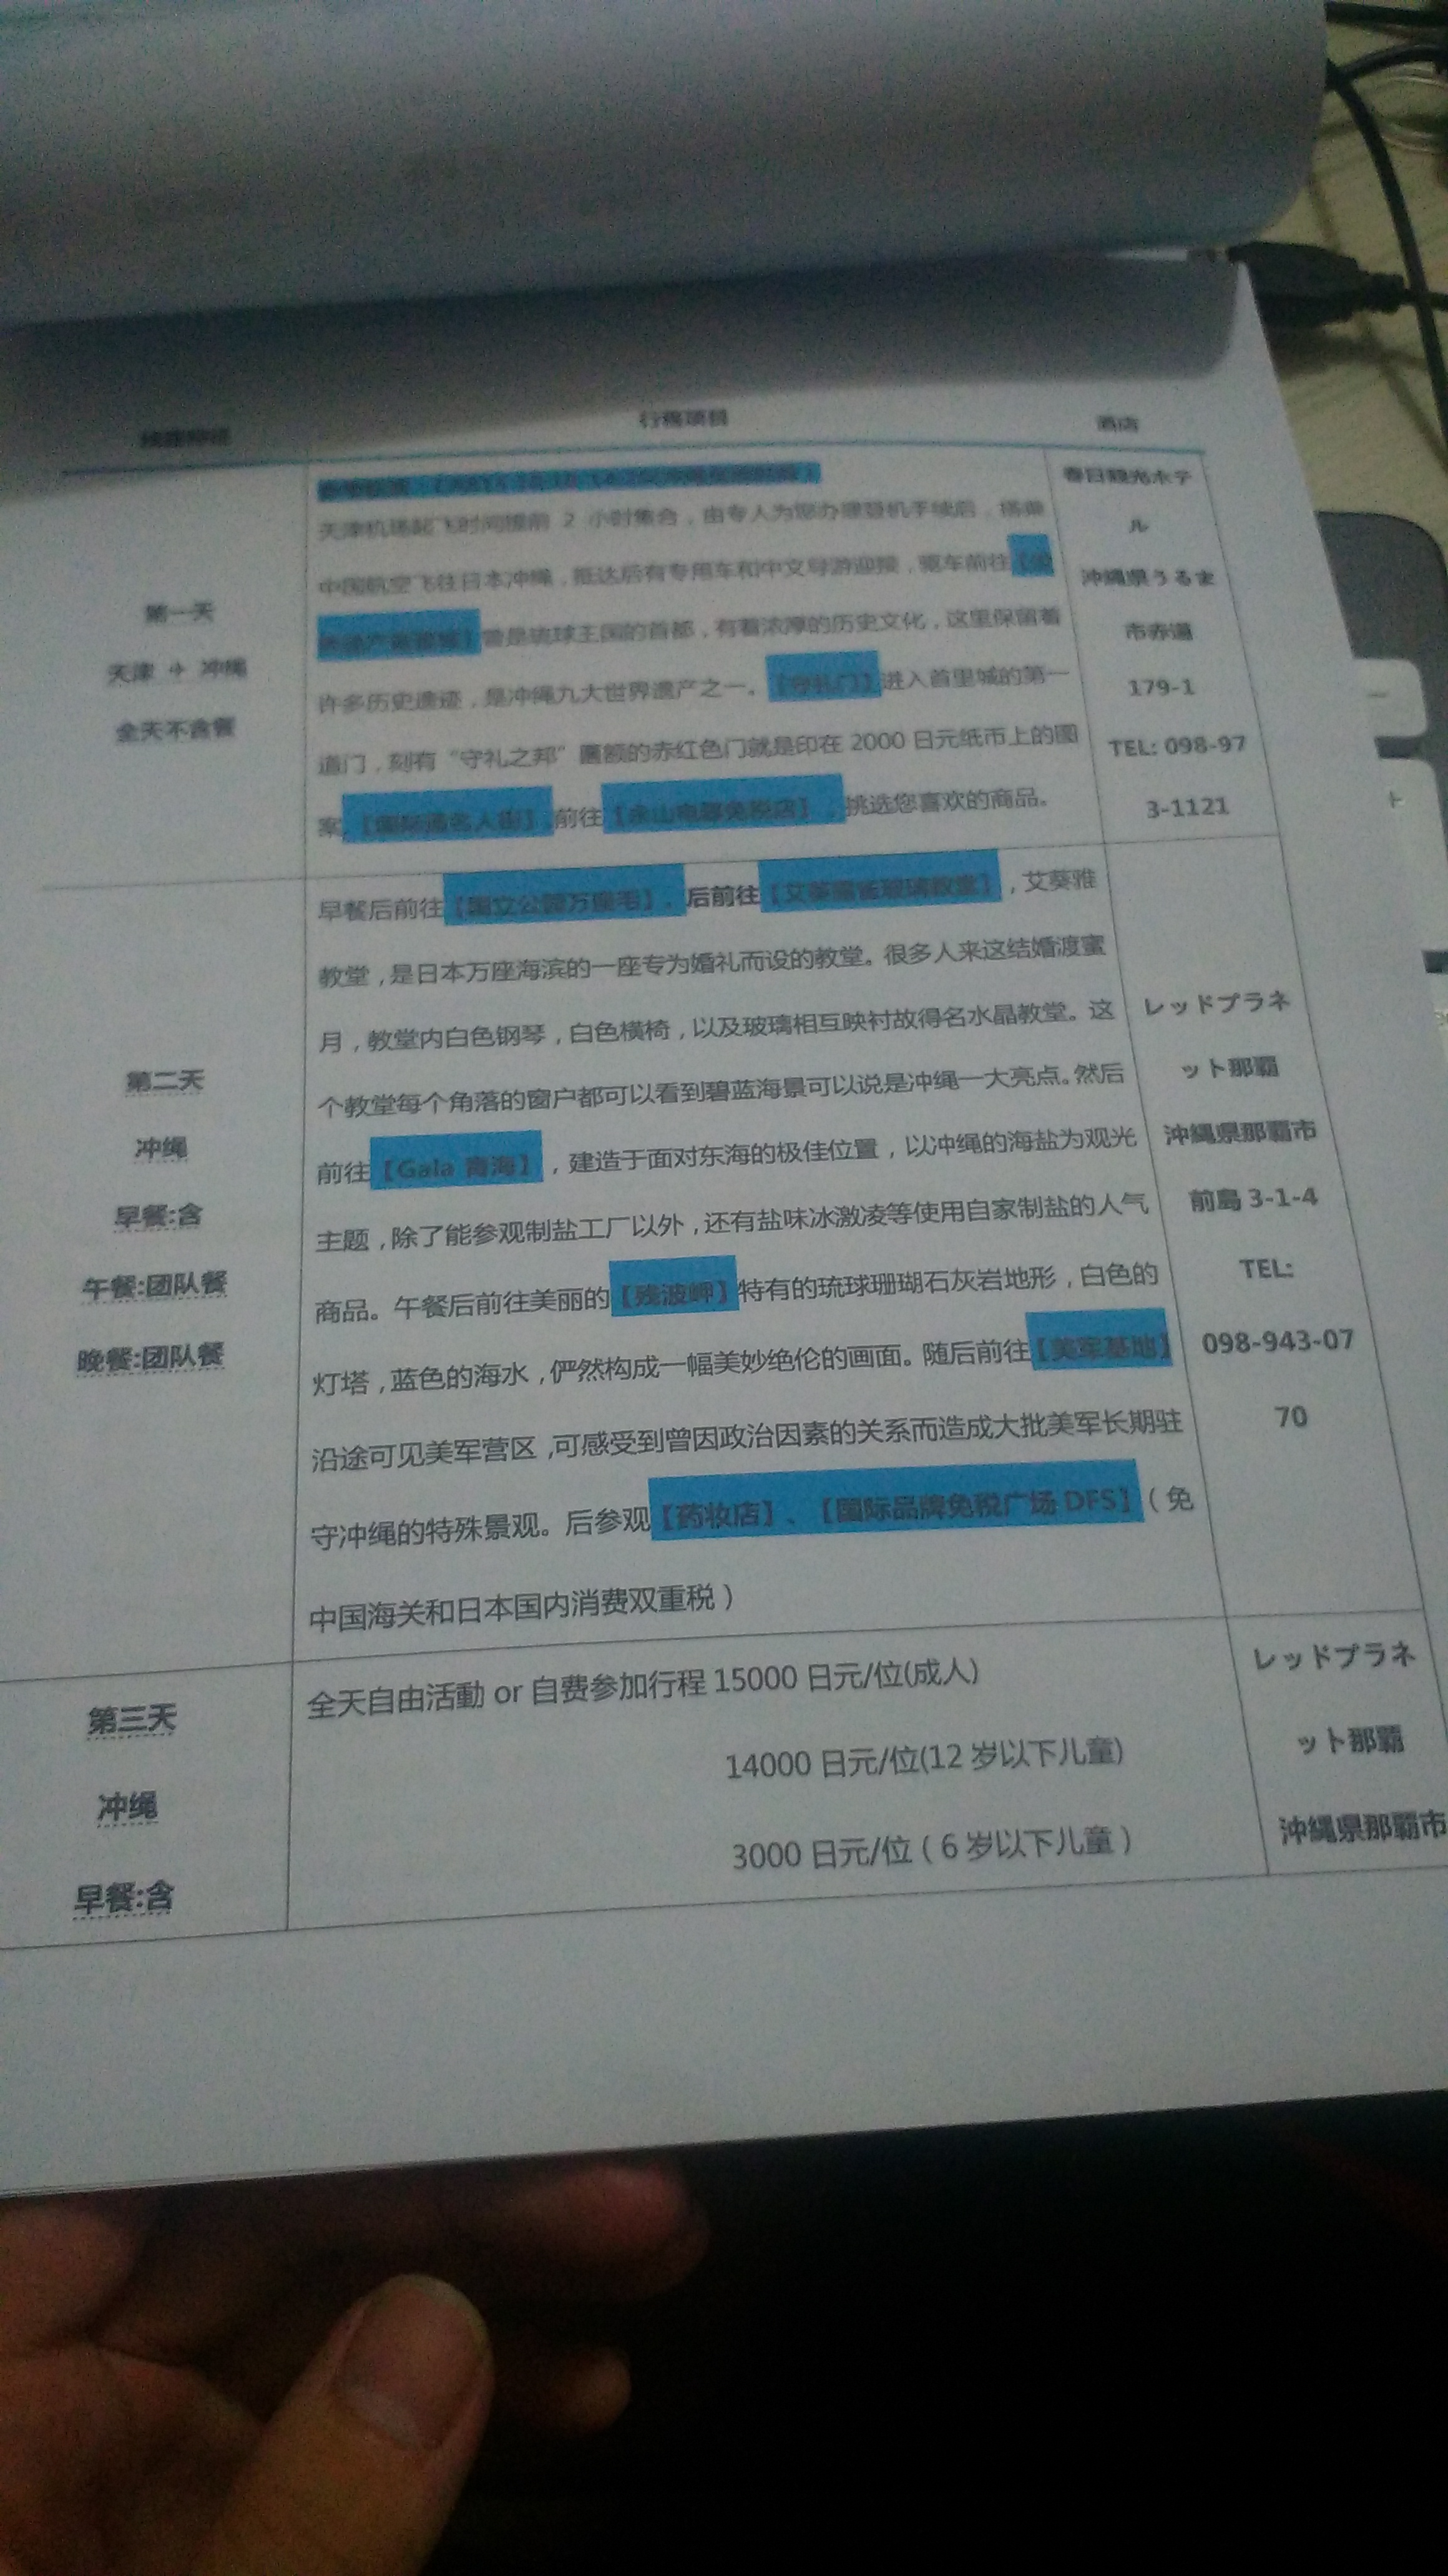 行程项目
酒店
第一天
天津 → 冲绳
全天不含餐
天津机场起飞时间提前 2 小时集合，由专人为您办理登机手续后，搭乘
中国航空飞往日本冲绳，抵达后有专用车和中文导游迎接，驱车前往
曾是琉球王国的首都，有着浓厚的历史文化，这里保留着
许多历史遗迹，是冲绳九大世界遗产之一。【守礼门】进入首里城的第一
道门，刻有“守礼之邦”匾额的赤红色门就是印在 2000 日元纸币上的图
案,【国际通名人街】,前往【永山电器免税店】，挑选您喜欢的商品。
春日観光ホテ
ル
沖縄県うるま
市赤道
179-1
TEL: 098-97
3-1121
第二天
冲绳
早餐:含
午餐:团队餐
晚餐:团队餐
早餐后前往【国立公园万座毛】，后前往【艾葵雅鉴玻璃教堂】，艾葵雅
教堂，是日本万座海滨的一座专为婚礼而设的教堂。很多人来这结婚渡蜜
月，教堂内白色钢琴，白色横椅，以及玻璃相互映衬故得名水晶教堂。这
个教堂每个角落的窗户都可以看到碧蓝海景可以说是冲绳一大亮点。然后
前往【Gala 青海】，建造于面对东海的极佳位置，以冲绳的海盐为观光
主题，除了能参观制盐工厂以外，还有盐味冰激凌等使用自家制盐的人气
商品。午餐后前往美丽的【残波岬】特有的琉球珊瑚石灰岩地形，白色的
灯塔，蓝色的海水，俨然构成一幅美妙绝伦的画面。随后前往【美军基地】
沿途可见美军营区，可感受到曾因政治因素的关系而造成大批美军长期驻
守冲绳的特殊景观。后参观【药妆店】、【国际品牌免税广场 DFS】（免
中国海关和日本国内消费双重税）
レッドプラネ
ット那覇
沖縄県那覇市
前島 3-1-4
TEL:
098-943-07
70
第三天
冲绳
早餐:含
全天自由活動 or 自费参加行程 15000 日元/位(成人)
14000 日元/位(12 岁以下儿童)
3000 日元/位（6 岁以下儿童）
レッドプラネ
ット那覇
沖縄県那覇市